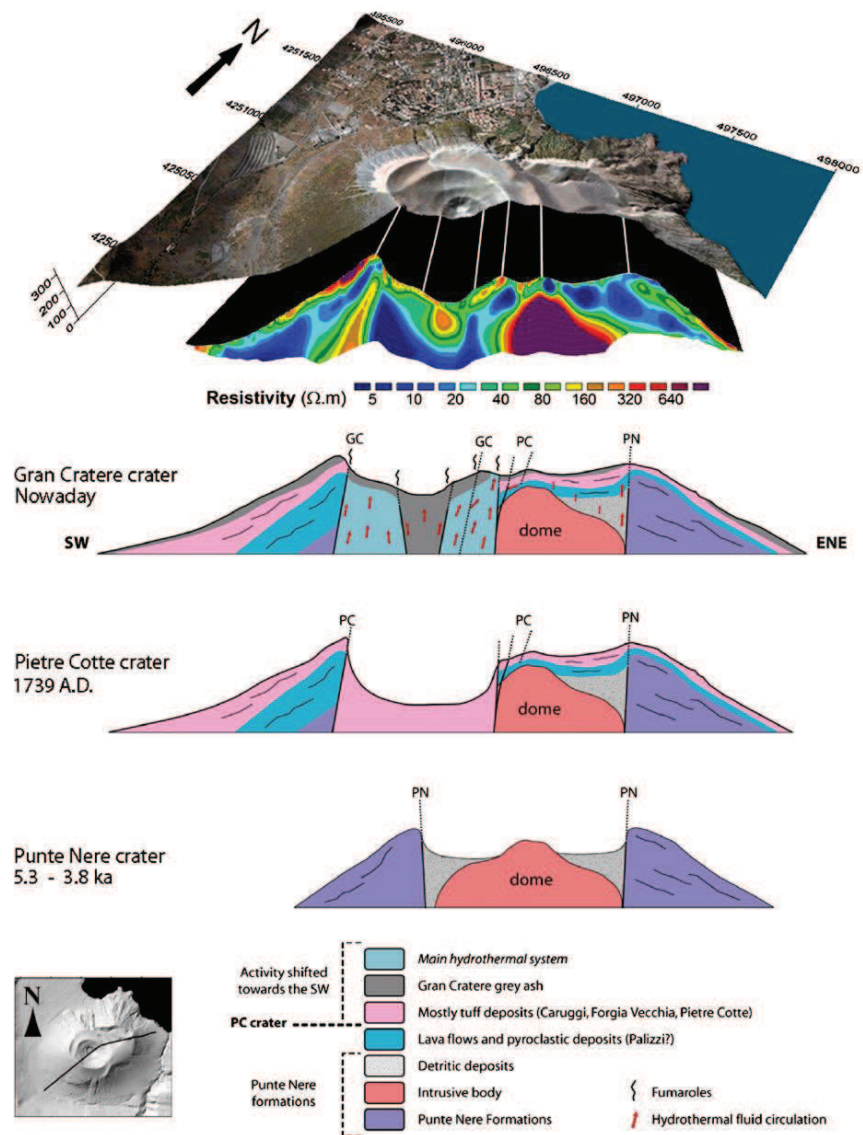 N
495500
496000
496500
497000
497500
498000
4251500
4251000
425050
4250
300
200
100
0
Resistivity (Ω.m)
5 10 20 40 80 160 320 640
GC GC PC PN
Gran Cratere crater
Nowaday
SW
dome
ENE
PC PC PN
Pietre Cotte crater
1739 A.D.
dome
PN PN
Punte Nere crater
5.3 - 3.8 ka
dome
N
Activity shifted
towards the SW
PC crater
Punte Nere
formations
Main hydrothermal system
Gran Cratere grey ash
Mostly tuff deposits (Caruggi, Forgia Vecchia, Pietre Cotte)
Lava flows and pyroclastic deposits (Palizzi?)
Detritic deposits
Intrusive body
Punte Nere Formations
Fumaroles
Hydrothermal fluid circulation